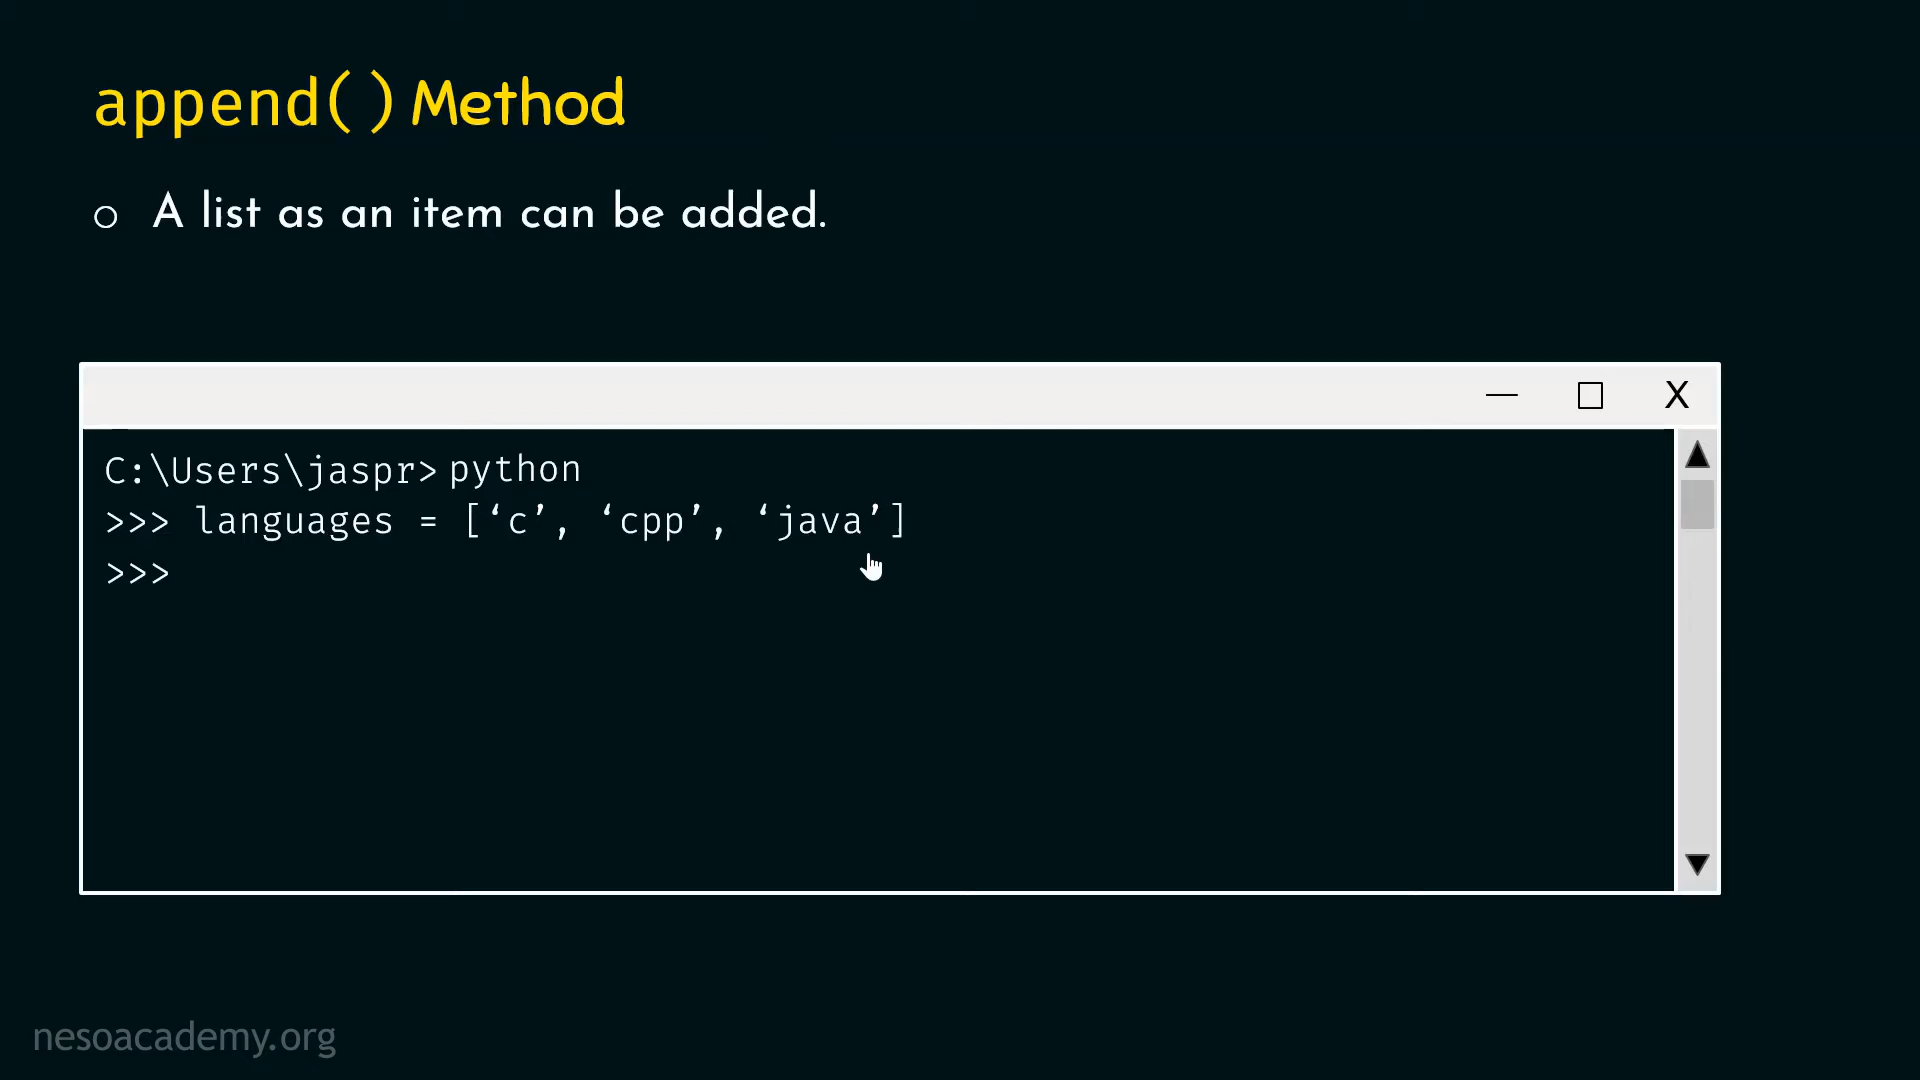 append() Method
○ A list as an item can be added.
X
C:\Users\jaspr> python
>>> languages = [‘c’, ‘cpp’, ‘java’]
>>>
nesoacademy.org